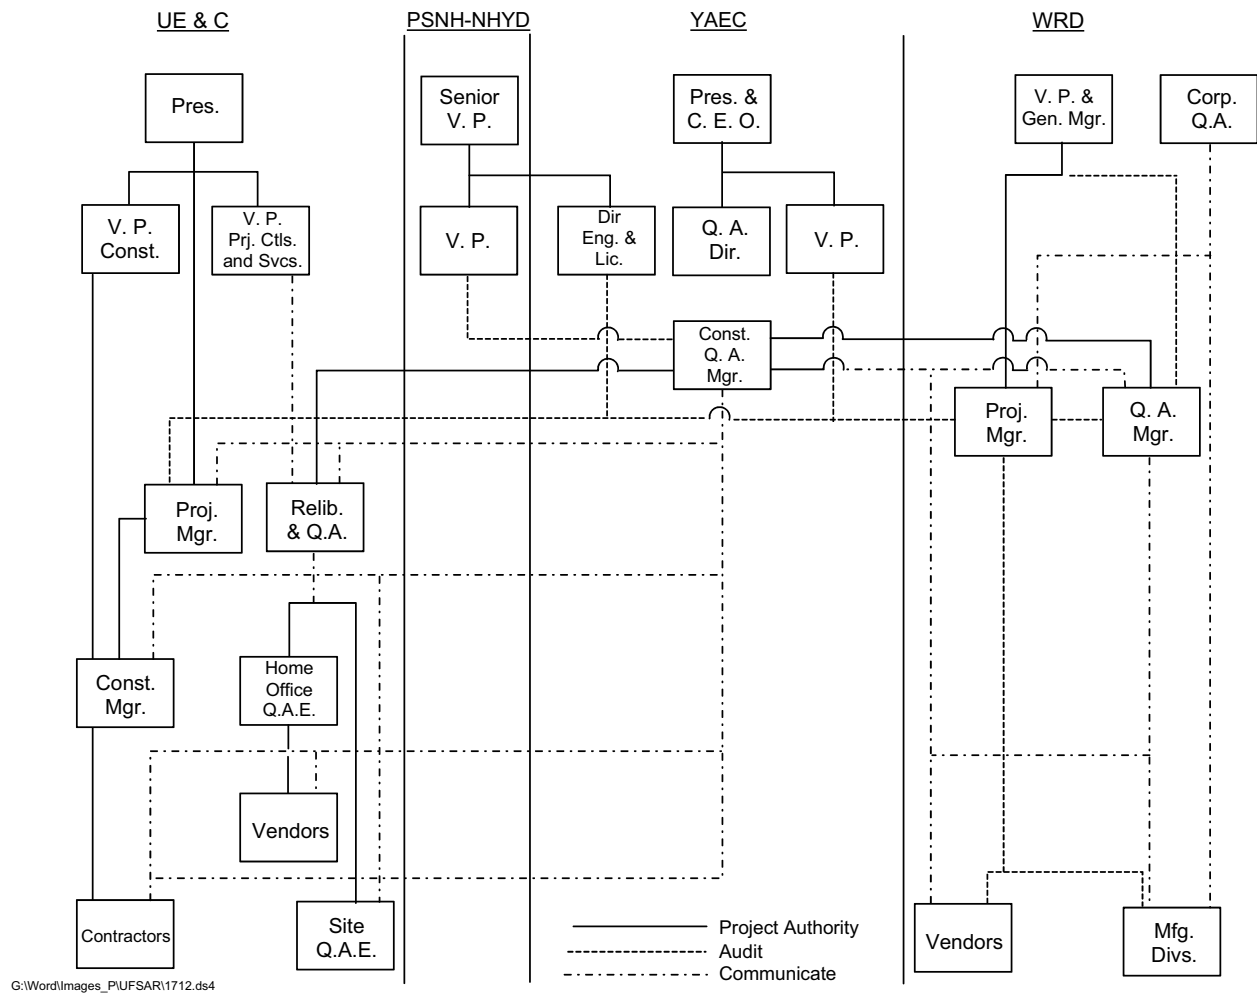 UE & C
PSNH-NHYD
YAEC
WRD
Pres.
Senior
V. P.
Pres. &
C. E. O.
V. P. &
Gen. Mgr.
Corp.
Q.A.
V. P.
Const.
V. P.
Prj. Ctls.
and Svcs.
V. P.
Dir
Eng. &
Lic.
Q. A.
Dir.
V. P.
Const.
Q. A.
Mgr.
Proj.
Mgr.
Q. A.
Mgr.
Proj.
Mgr.
Relib.
& Q.A.
Const.
Mgr.
Home
Office
Q.A.E.
Vendors
Contractors
Site
Q.A.E.
Project Authority
Audit
Communicate
Vendors
Mfg.
Divs.
G:\Word\Images_P\UFSAR\1712.ds4